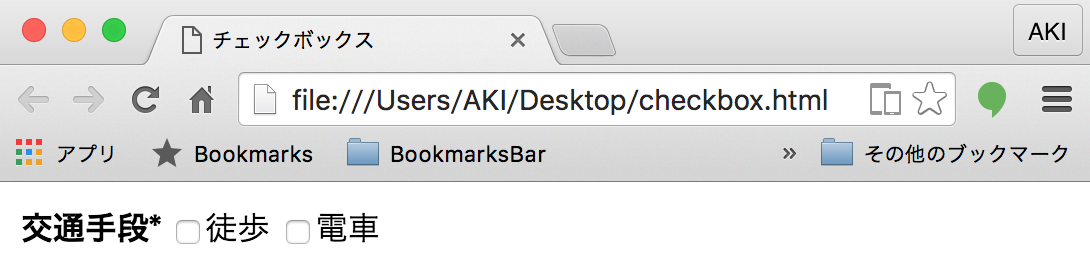 チェックボックス
AKI
file:///Users/AKI/Desktop/checkbox.html
アプリ Bookmarks BookmarksBar » その他のブックマーク
交通手段* 徒歩 電車